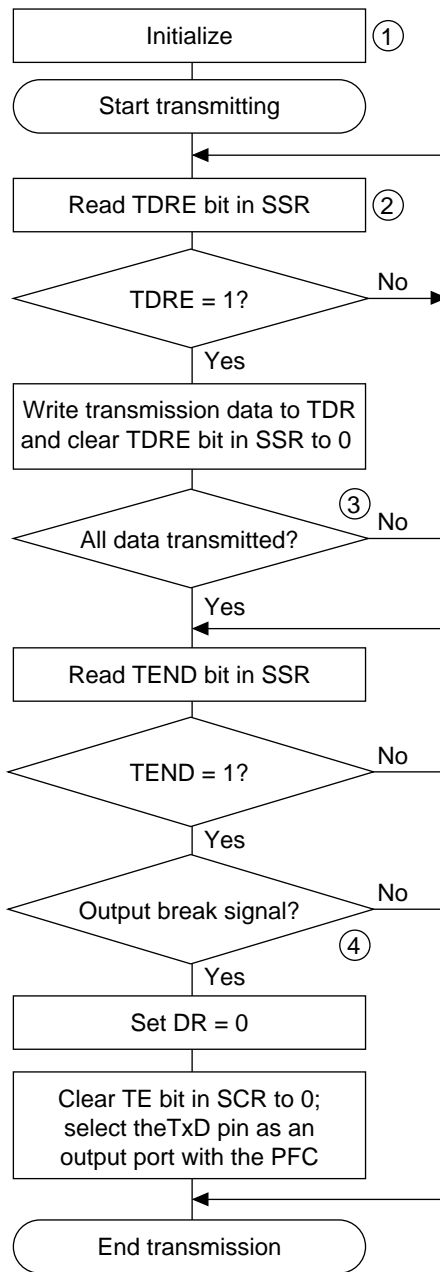 Initialize
①
Start transmitting
Read TDRE bit in SSR
②
TDRE = 1?
No
Yes
Write transmission data to TDR
and clear TDRE bit in SSR to 0
③
All data transmitted?
No
Yes
Read TEND bit in SSR
TEND = 1?
No
Yes
Output break signal?
No
④
Yes
Set DR = 0
Clear TE bit in SCR to 0;
select theTxD pin as an
output port with the PFC
End transmission